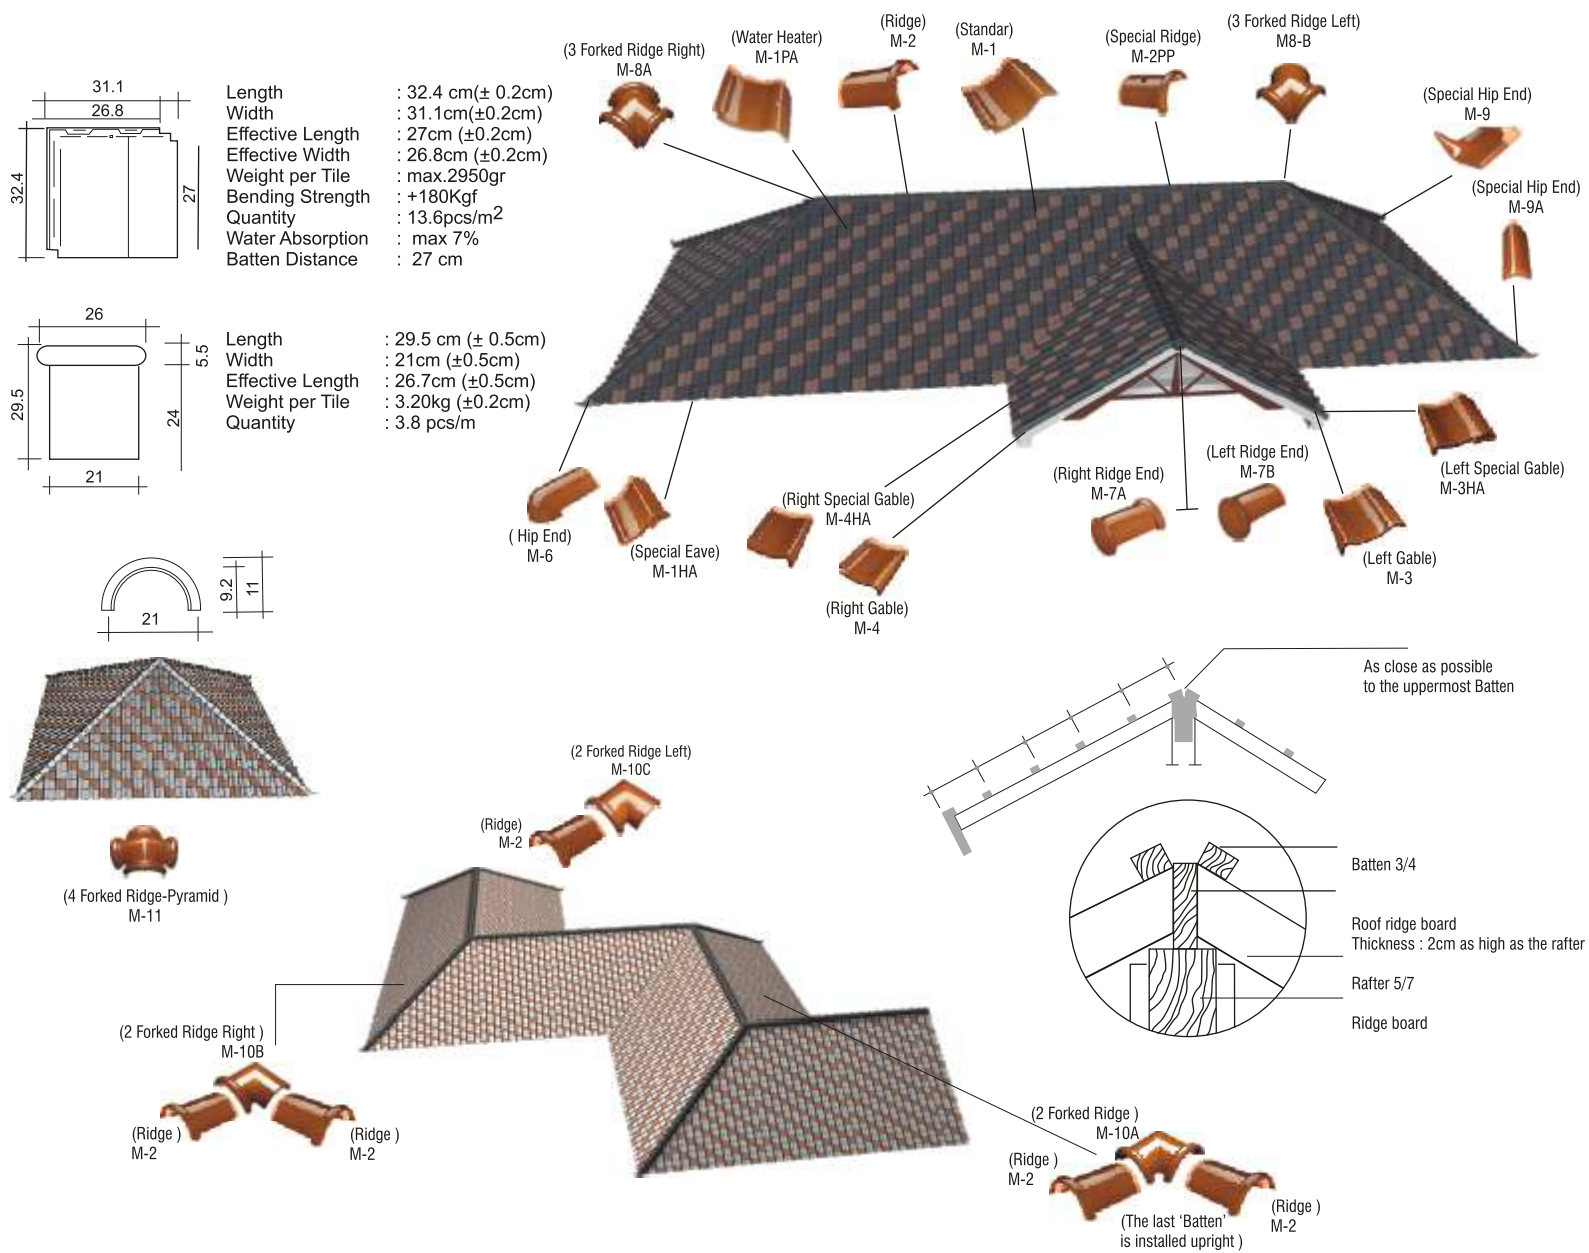 31.1
26.8
32.4
27
Length : 32.4 cm(± 0.2cm)
Width : 31.1cm(±0.2cm)
Effective Length : 27cm (±0.2cm)
Effective Width : 26.8cm (±0.2cm)
Weight per Tile : max.2950gr
Bending Strength : +180Kgf
Quantity : 13.6pcs/m2
Water Absorption : max 7%
Batten Distance : 27 cm
26
5.5
29.5
24
21
Length : 29.5 cm (± 0.5cm)
Width : 21cm (±0.5cm)
Effective Length : 26.7cm (±0.5cm)
Weight per Tile : 3.20kg (±0.2cm)
Quantity : 3.8 pcs/m
9.2
11
21
(3 Forked Ridge Right)
M-8A
(Water Heater)
M-1PA
(Ridge)
M-2
(Standar)
M-1
(Special Ridge)
M-2PP
(3 Forked Ridge Left)
M8-B
(Special Hip End)
M-9
(Special Hip End)
M-9A
( Hip End)
M-6
(Special Eave)
M-1HA
(Right Special Gable)
M-4HA
(Right Gable)
M-4
(Right Ridge End)
M-7A
(Left Ridge End)
M-7B
(Left Gable)
M-3
(Left Special Gable)
M-3HA
(4 Forked Ridge-Pyramid )
M-11
(2 Forked Ridge Left)
M-10C
(Ridge)
M-2
(2 Forked Ridge Right )
M-10B
(Ridge )
M-2
(Ridge )
M-2
(2 Forked Ridge )
M-10A
(Ridge )
M-2
(Ridge )
M-2
(The last ‘Batten’
is installed upright )
As close as possible
to the uppermost Batten
Batten 3/4
Roof ridge board
Thickness : 2cm as high as the rafter
Rafter 5/7
Ridge board